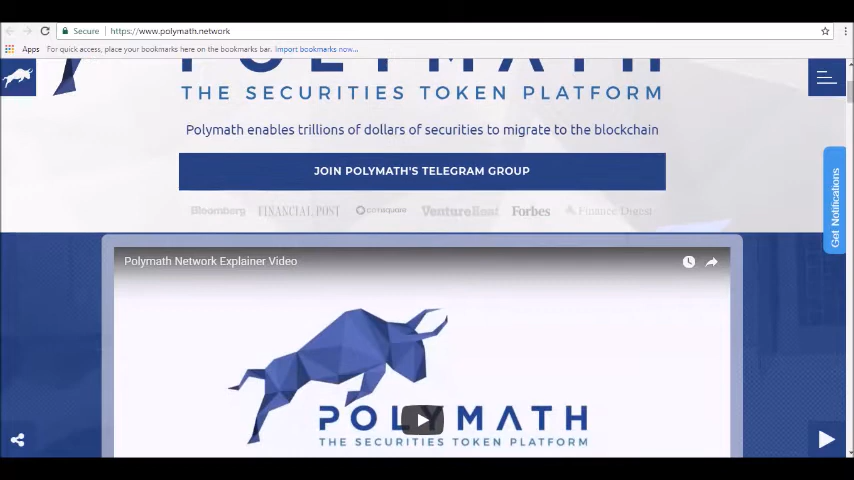 Secure https://www.polymath.network
Apps For quick access, place your bookmarks here on the bookmarks bar. Import bookmarks now...
POLYMATH
THE SECURITIES TOKEN PLATFORM
Polymath enables trillions of dollars of securities to migrate to the blockchain
JOIN POLYMATH'S TELEGRAM GROUP
Bloomberg FINANCIAL POST VentureBeat Forbes Finance Digest
Get Notifications
Polymath Network Explainer Video
POLYMATH
THE SECURITIES TOKEN PLATFORM